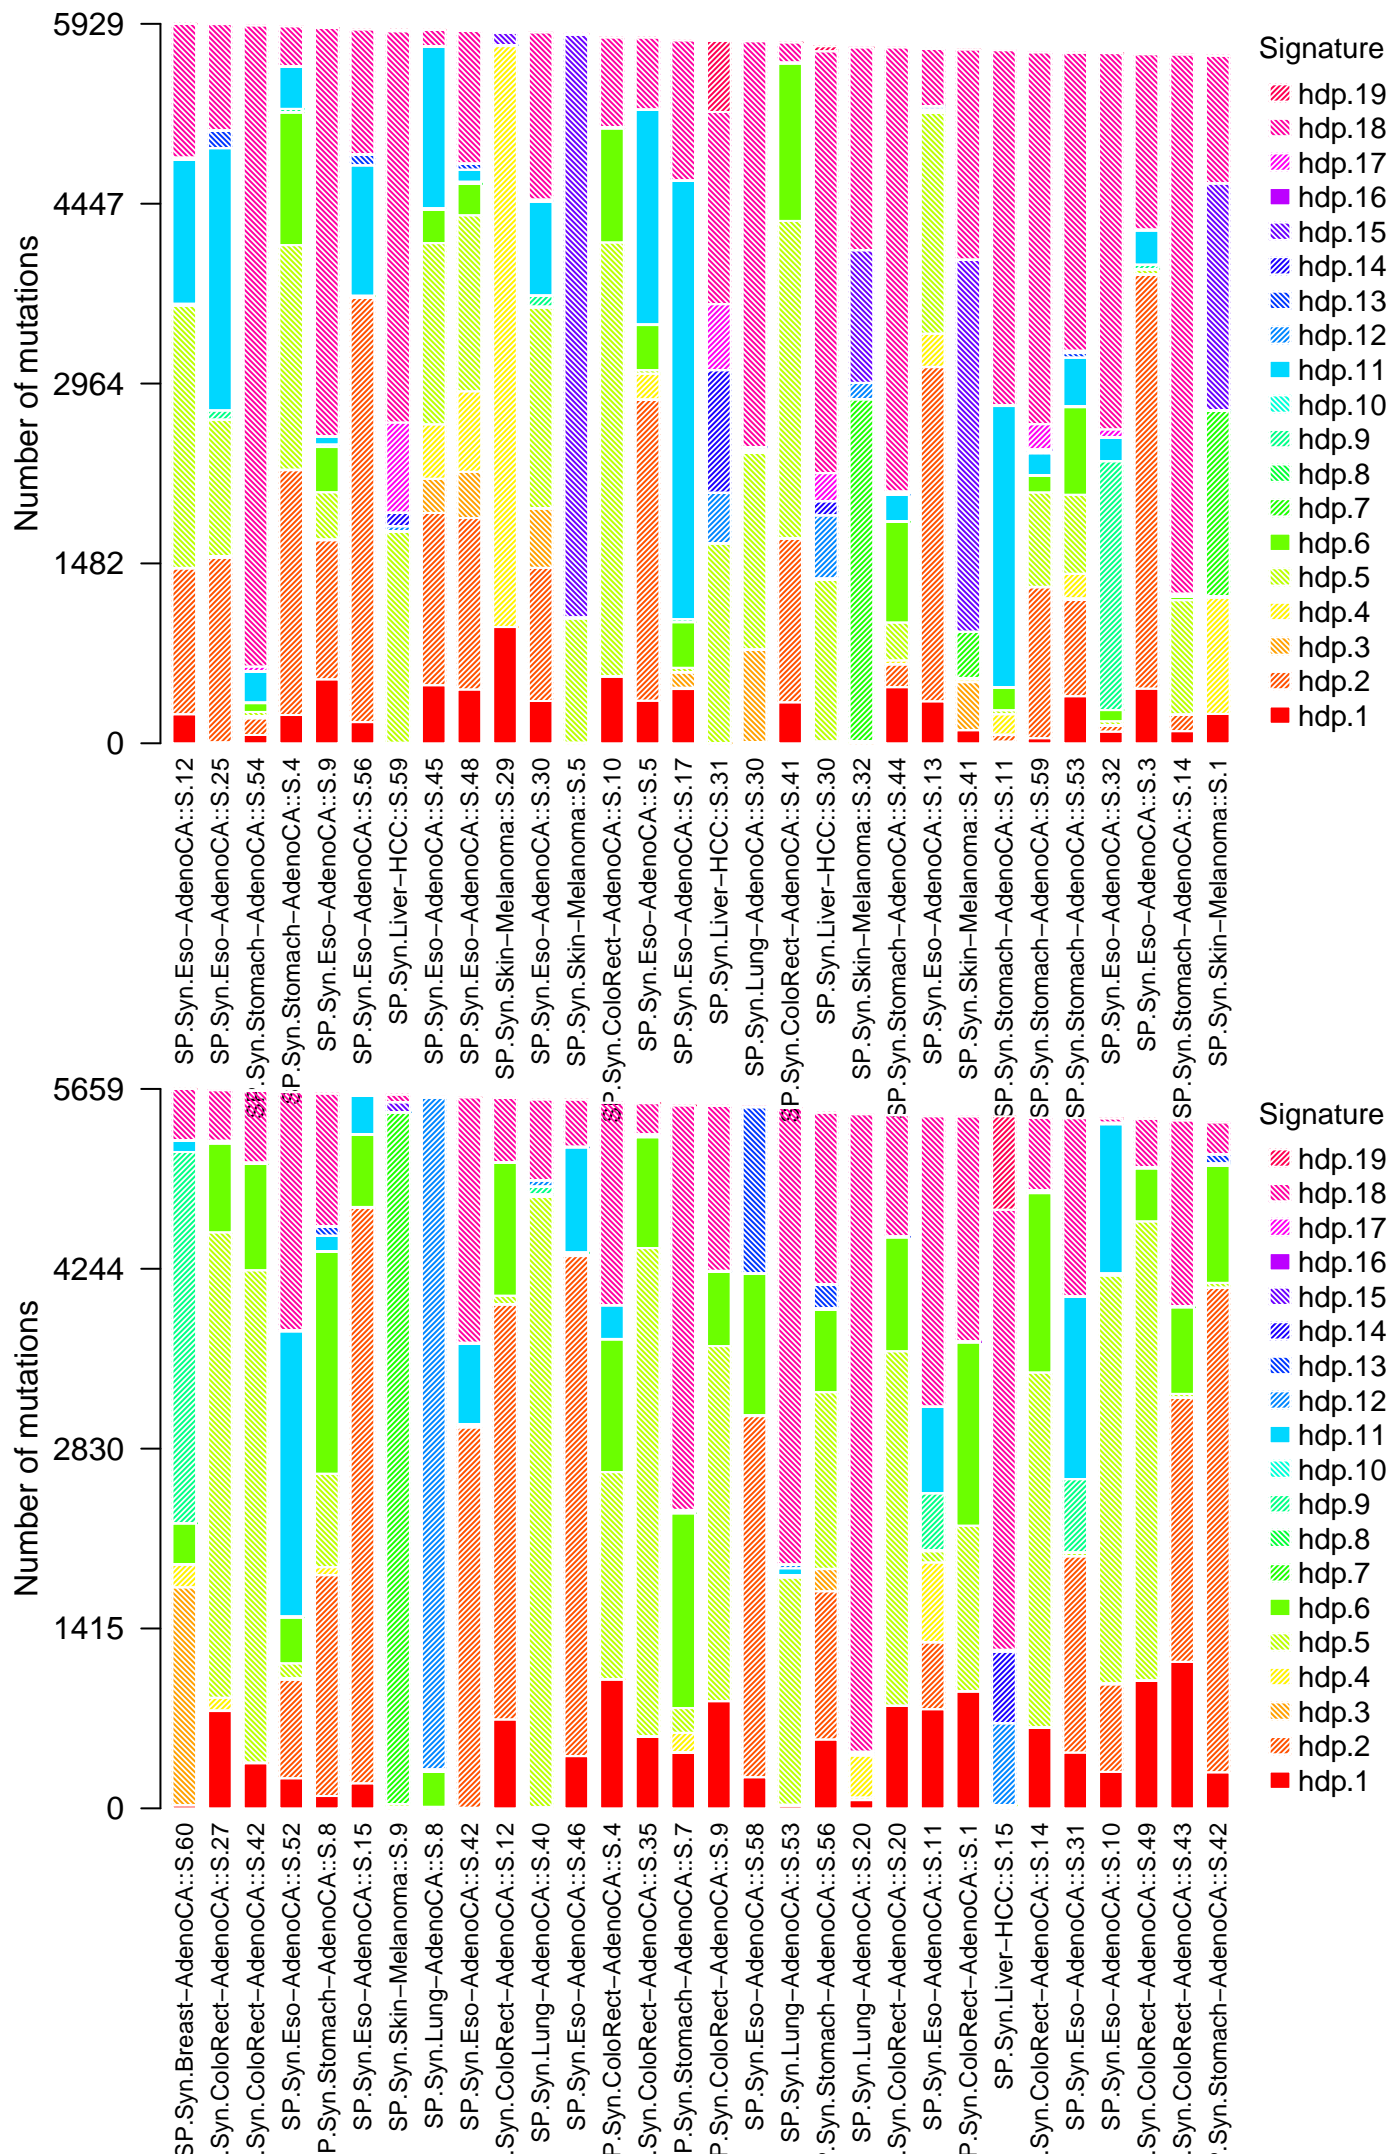 Number of mutations
5929
4447
2964
1482
0
SP.Syn.Eso−AdenoCA::S.12
SP.Syn.Eso−AdenoCA::S.25
SP.Syn.Stomach−AdenoCA::S.54
SP.Syn.Stomach−AdenoCA::S.4
SP.Syn.Eso−AdenoCA::S.9
SP.Syn.Eso−AdenoCA::S.56
SP.Syn.Liver−HCC::S.59
SP.Syn.Eso−AdenoCA::S.45
SP.Syn.Eso−AdenoCA::S.48
SP.Syn.Skin−Melanoma::S.29
SP.Syn.Eso−AdenoCA::S.30
SP.Syn.Skin−Melanoma::S.5
SP.Syn.ColoRect−AdenoCA::S.10
SP.Syn.Eso−AdenoCA::S.5
SP.Syn.Eso−AdenoCA::S.17
SP.Syn.Liver−HCC::S.31
SP.Syn.Lung−AdenoCA::S.30
SP.Syn.ColoRect−AdenoCA::S.41
SP.Syn.Liver−HCC::S.30
SP.Syn.Skin−Melanoma::S.32
SP.Syn.Stomach−AdenoCA::S.44
SP.Syn.Eso−AdenoCA::S.13
SP.Syn.Skin−Melanoma::S.41
SP.Syn.Stomach−AdenoCA::S.11
SP.Syn.Stomach−AdenoCA::S.59
SP.Syn.Stomach−AdenoCA::S.53
SP.Syn.Eso−AdenoCA::S.32
SP.Syn.Eso−AdenoCA::S.3
SP.Syn.Stomach−AdenoCA::S.14
SP.Syn.Skin−Melanoma::S.1
Signature
hdp.19
hdp.18
hdp.17
hdp.16
hdp.15
hdp.14
hdp.13
hdp.12
hdp.11
hdp.10
hdp.9
hdp.8
hdp.7
hdp.6
hdp.5
hdp.4
hdp.3
hdp.2
hdp.1
Number of mutations
5659
4244
2830
1415
0
SP.Syn.Breast−AdenoCA::S.60
.Syn.ColoRect−AdenoCA::S.27
.Syn.ColoRect−AdenoCA::S.42
SP.Syn.Eso−AdenoCA::S.52
P.Syn.Stomach−AdenoCA::S.8
SP.Syn.Eso−AdenoCA::S.15
SP.Syn.Skin−Melanoma::S.9
SP.Syn.Lung−AdenoCA::S.8
SP.Syn.Eso−AdenoCA::S.42
.Syn.ColoRect−AdenoCA::S.12
SP.Syn.Lung−AdenoCA::S.40
SP.Syn.Eso−AdenoCA::S.46
P.Syn.ColoRect−AdenoCA::S.4
.Syn.ColoRect−AdenoCA::S.35
P.Syn.Stomach−AdenoCA::S.7
P.Syn.ColoRect−AdenoCA::S.9
SP.Syn.Eso−AdenoCA::S.58
SP.Syn.Lung−AdenoCA::S.53
P.Syn.Stomach−AdenoCA::S.56
SP.Syn.Lung−AdenoCA::S.20
.Syn.ColoRect−AdenoCA::S.20
SP.Syn.Eso−AdenoCA::S.11
P.Syn.ColoRect−AdenoCA::S.1
SP.Syn.Liver−HCC::S.15
.Syn.ColoRect−AdenoCA::S.14
SP.Syn.Eso−AdenoCA::S.31
SP.Syn.Eso−AdenoCA::S.10
.Syn.ColoRect−AdenoCA::S.49
.Syn.ColoRect−AdenoCA::S.43
P.Syn.Stomach−AdenoCA::S.42
Signature
hdp.19
hdp.18
hdp.17
hdp.16
hdp.15
hdp.14
hdp.13
hdp.12
hdp.11
hdp.10
hdp.9
hdp.8
hdp.7
hdp.6
hdp.5
hdp.4
hdp.3
hdp.2
hdp.1